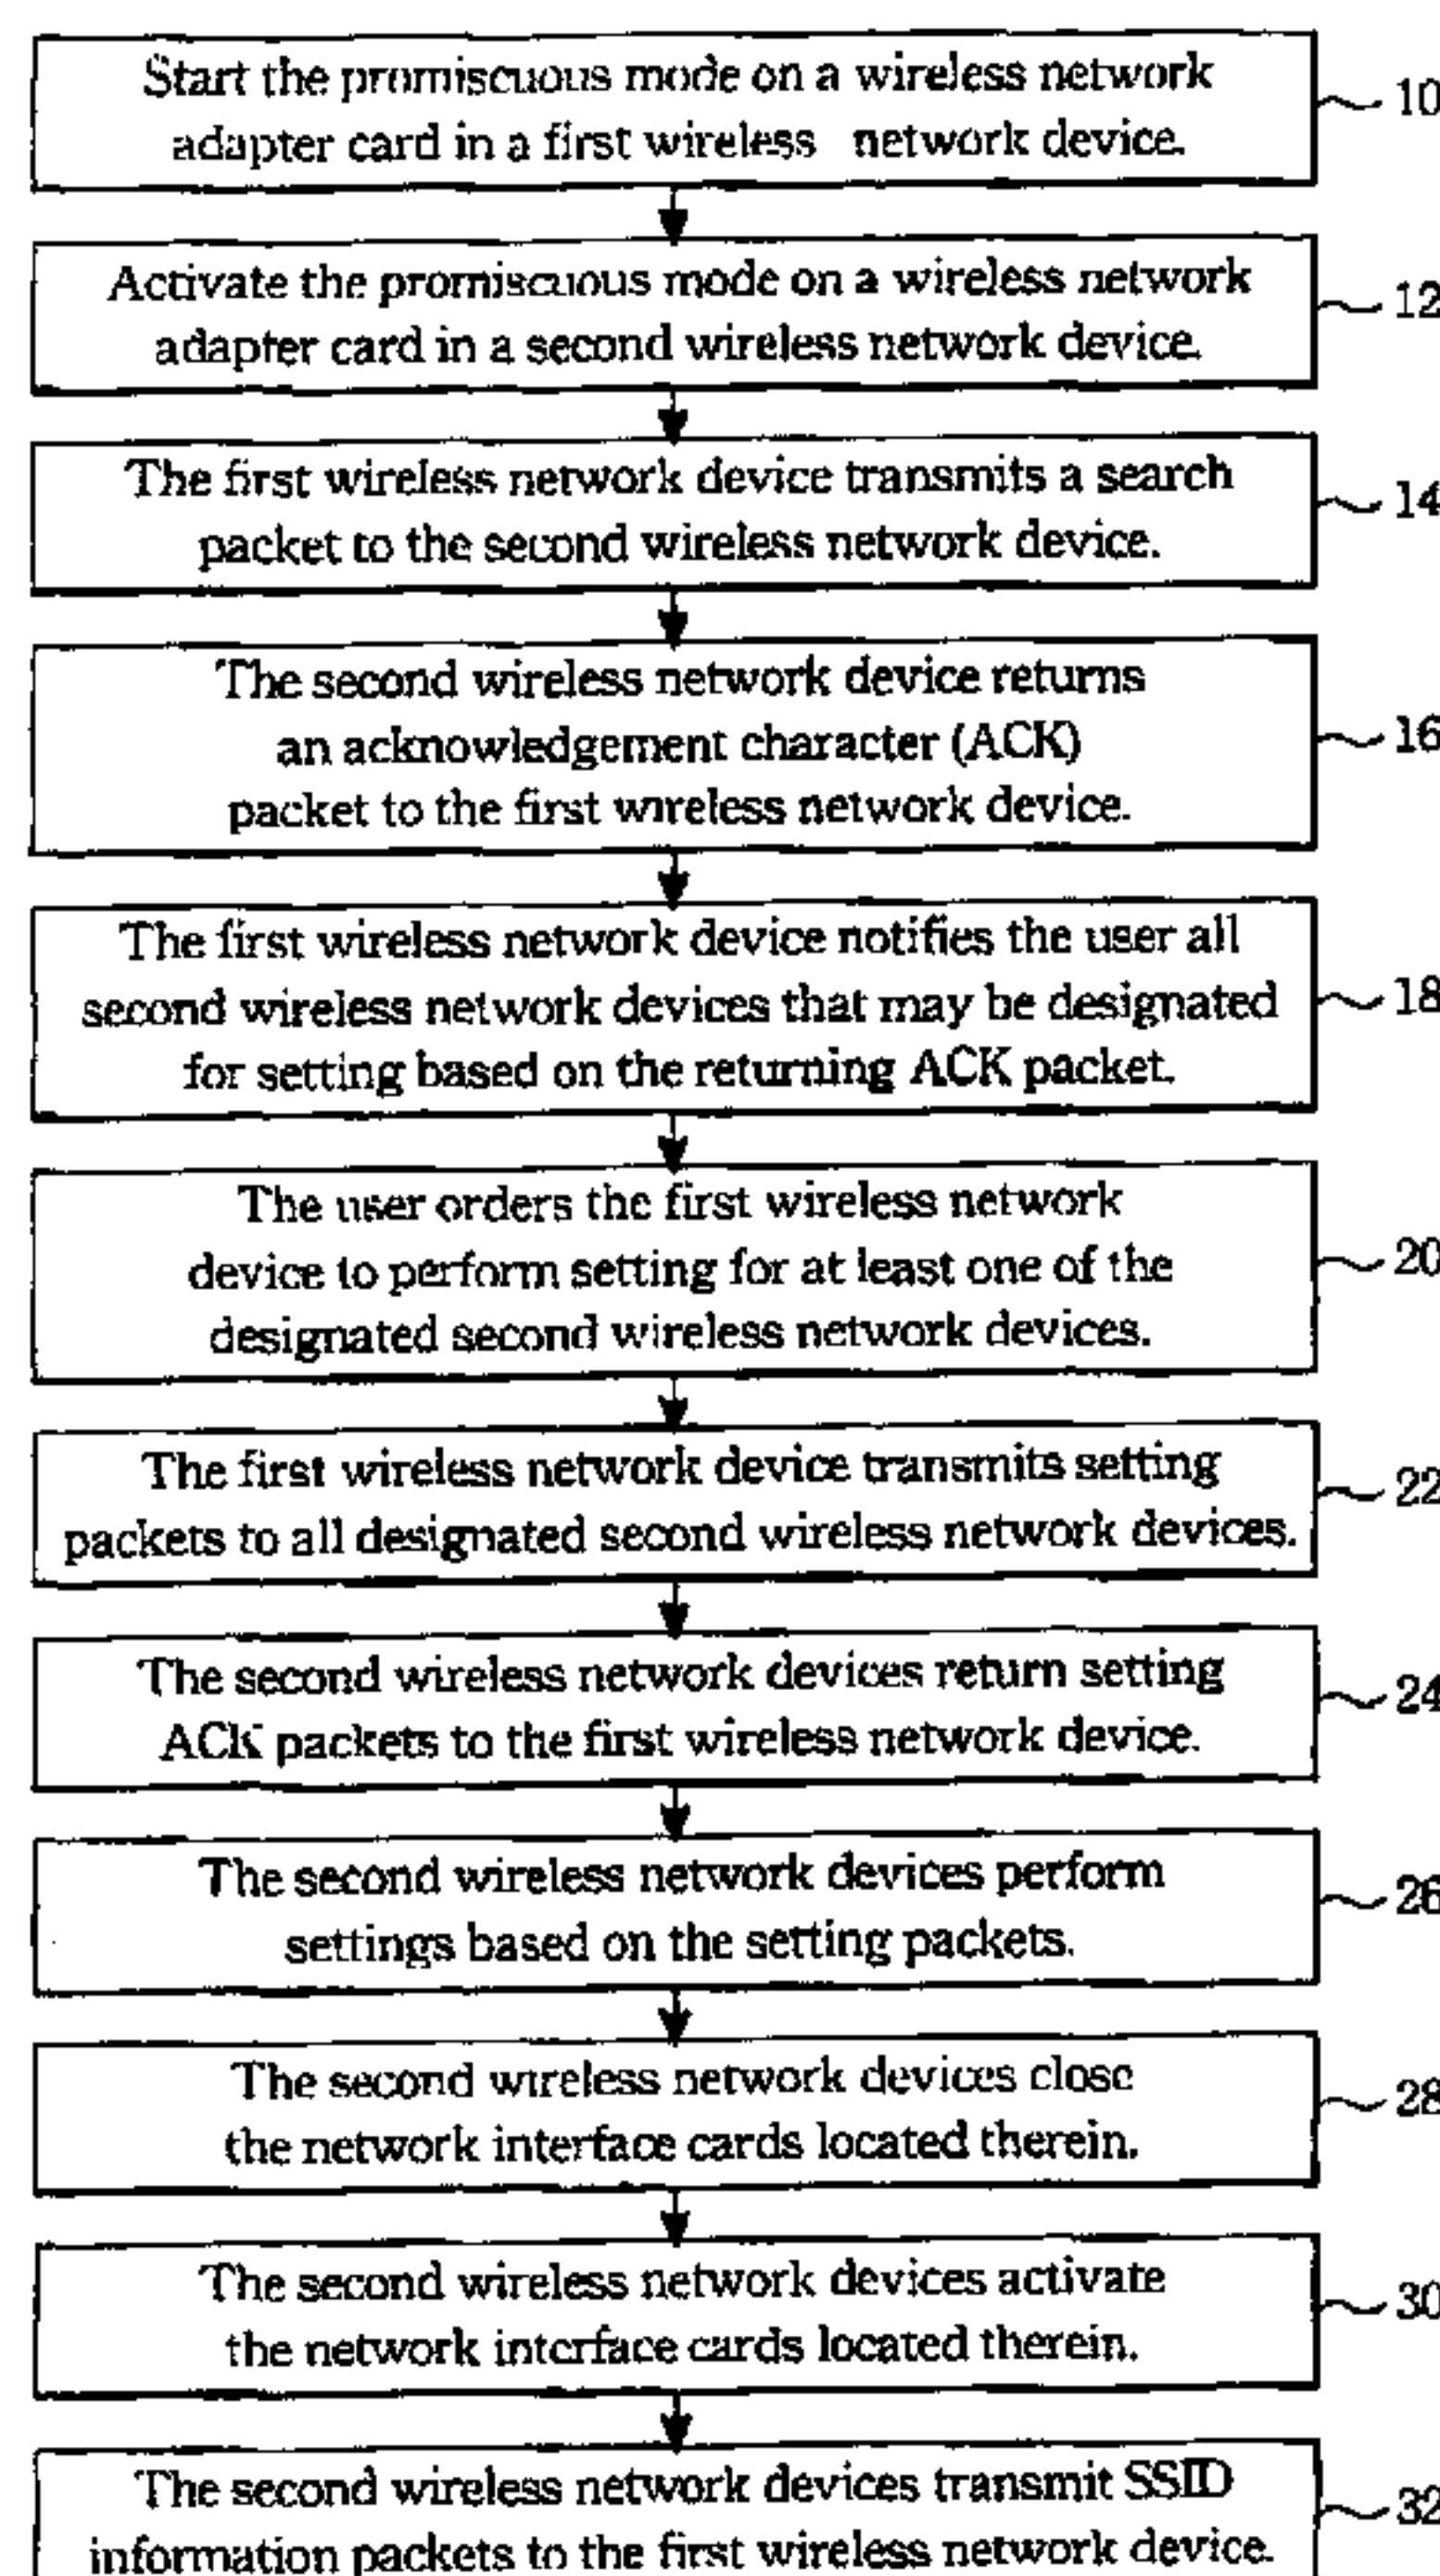 Start the promiscuous mode on a wireless network
adapter card in a first wireless network device.
10
Activate the promiscuous mode on a wireless network
adapter card in a second wireless network device.
12
The first wireless network device transmits a search
packet to the second wireless network device.
14
The second wireless network device returns
an acknowledgement character (ACK)
packet to the first wireless network device.
16
The first wireless network device notifies the user all
second wireless network devices that may be designated
for setting based on the returning ACK packet.
18
The user orders the first wireless network
device to perform setting for at least one of the
designated second wireless network devices.
20
The first wireless network device transmits setting
packets to all designated second wireless network devices.
22
The second wireless network devices return setting
ACK packets to the first wireless network device.
24
The second wireless network devices perform
settings based on the setting packets.
26
The second wireless network devices close
the network interface cards located therein.
28
The second wireless network devices activate
the network interface cards located therein.
30
The second wireless network devices transmit SSID
information packets to the first wireless network device.
32